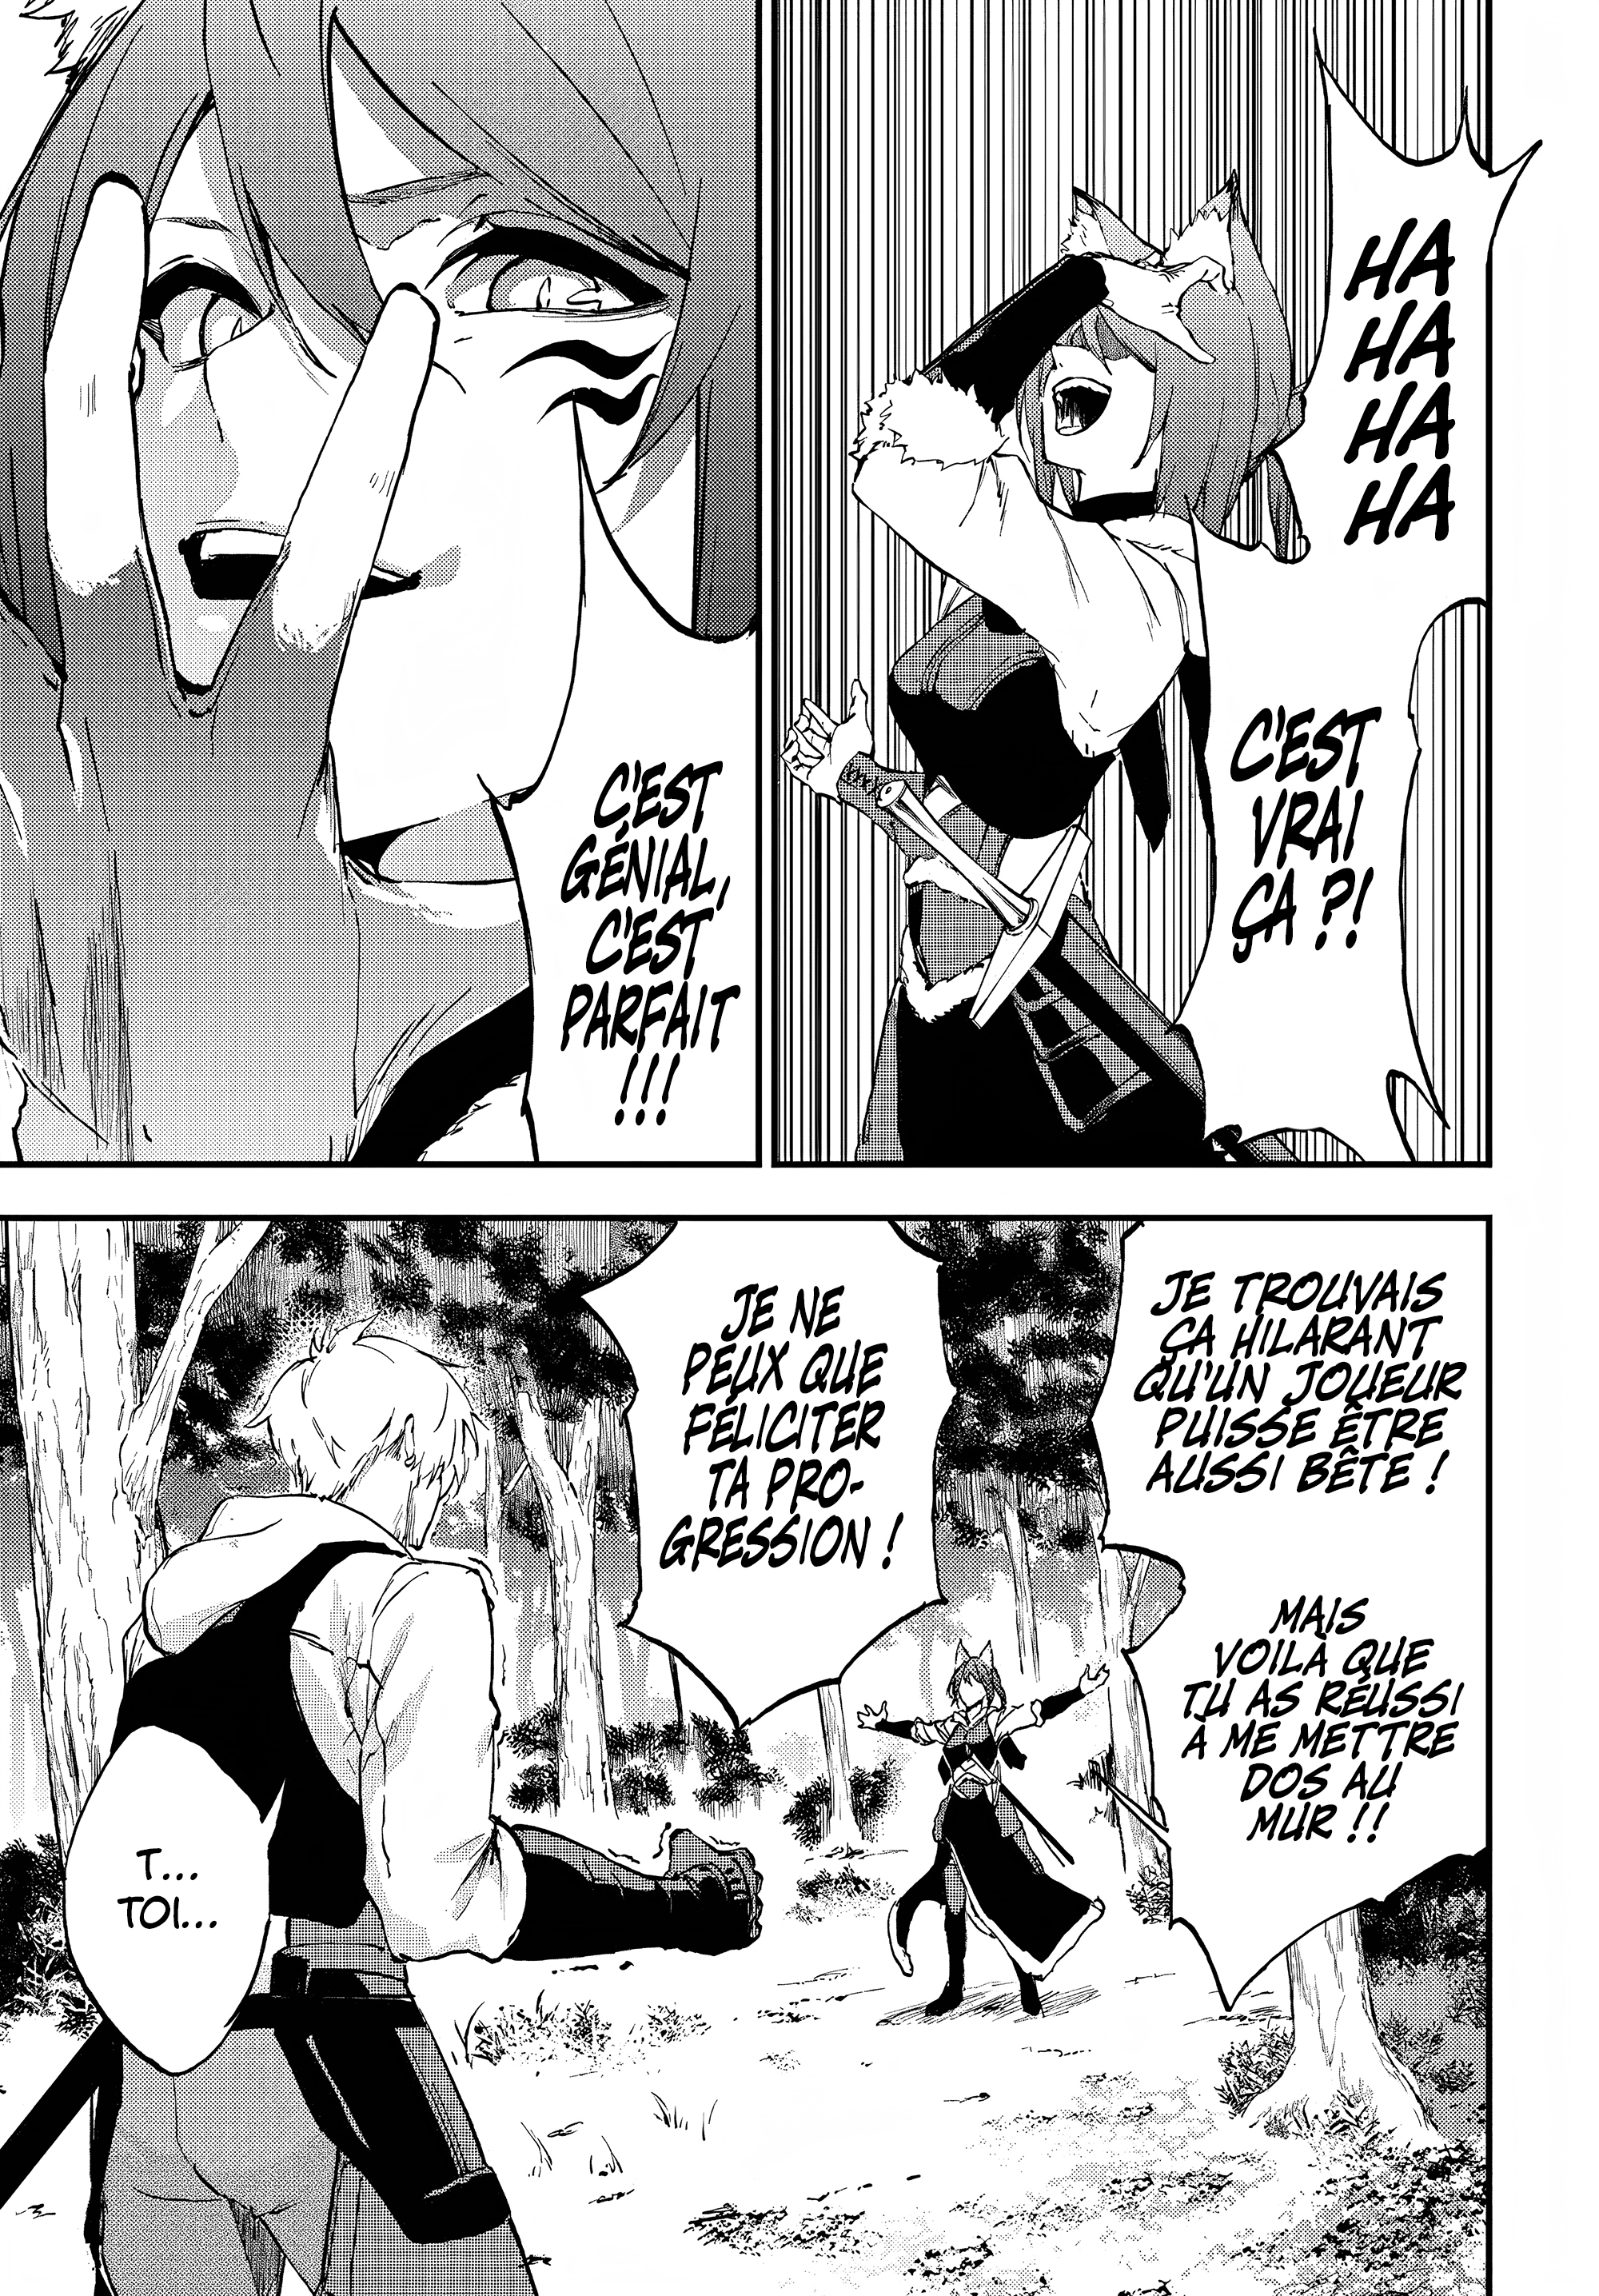 HA
HA
HA
HA
C'EST
VRAI
ÇA ?!
C'EST
GÉNIAL,
C'EST
PARFAIT
!!!
JE TROUVAIS
ÇA HILARANT
QU'UN JOUEUR
PUISSE ÊTRE
AUSSI BÊTE !
MAIS
VOILÀ QUE
TU AS RÉUSSI
À ME METTRE
DOS AU
MUR !!
JE NE
PEUX QUE
FÉLICITER
TA PRO-
GRESSION !
T...
TOI...